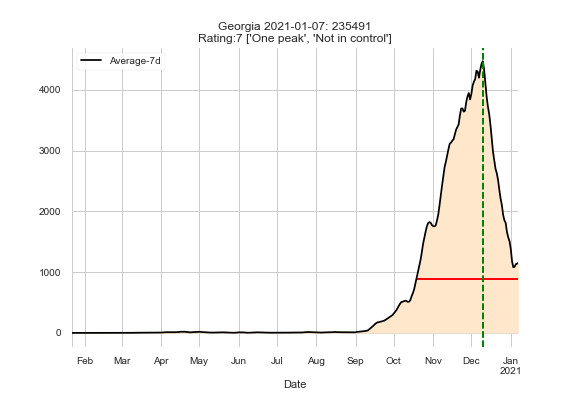 Georgia 2021-01-07: 235491
Rating:7 ['One peak', 'Not in control']
Average-7d
4000
3000
2000
1000
0
Feb Mar Apr May Jun Jul Aug Sep Oct Nov Dec Jan
2021
Date